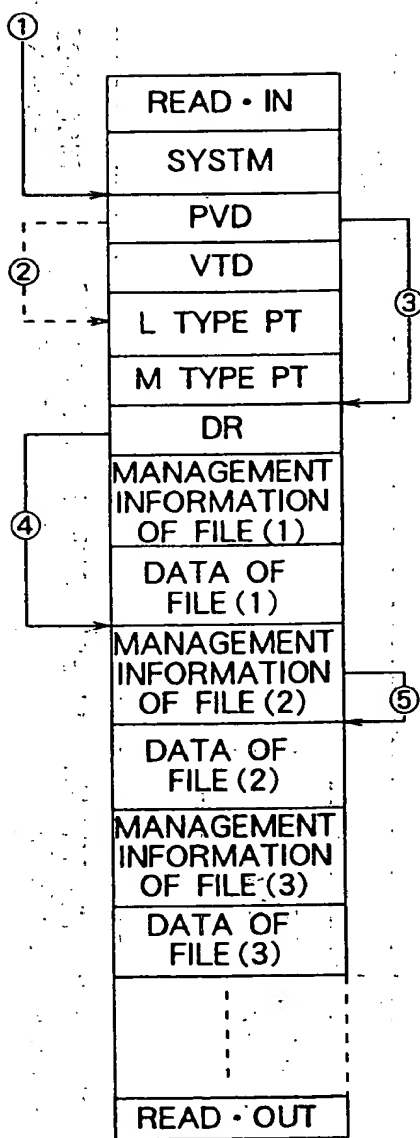 ①
READ・IN
SYSTM
PVD
②
VTD
③
L TYPE PT
M TYPE PT
DR
MANAGEMENT
INFORMATION
OF FILE (1)
④
DATA OF
FILE (1)
MANAGEMENT
INFORMATION
OF FILE (2)
⑤
DATA OF
FILE (2)
MANAGEMENT
INFORMATION
OF FILE (3)
DATA OF
FILE (3)
READ・OUT